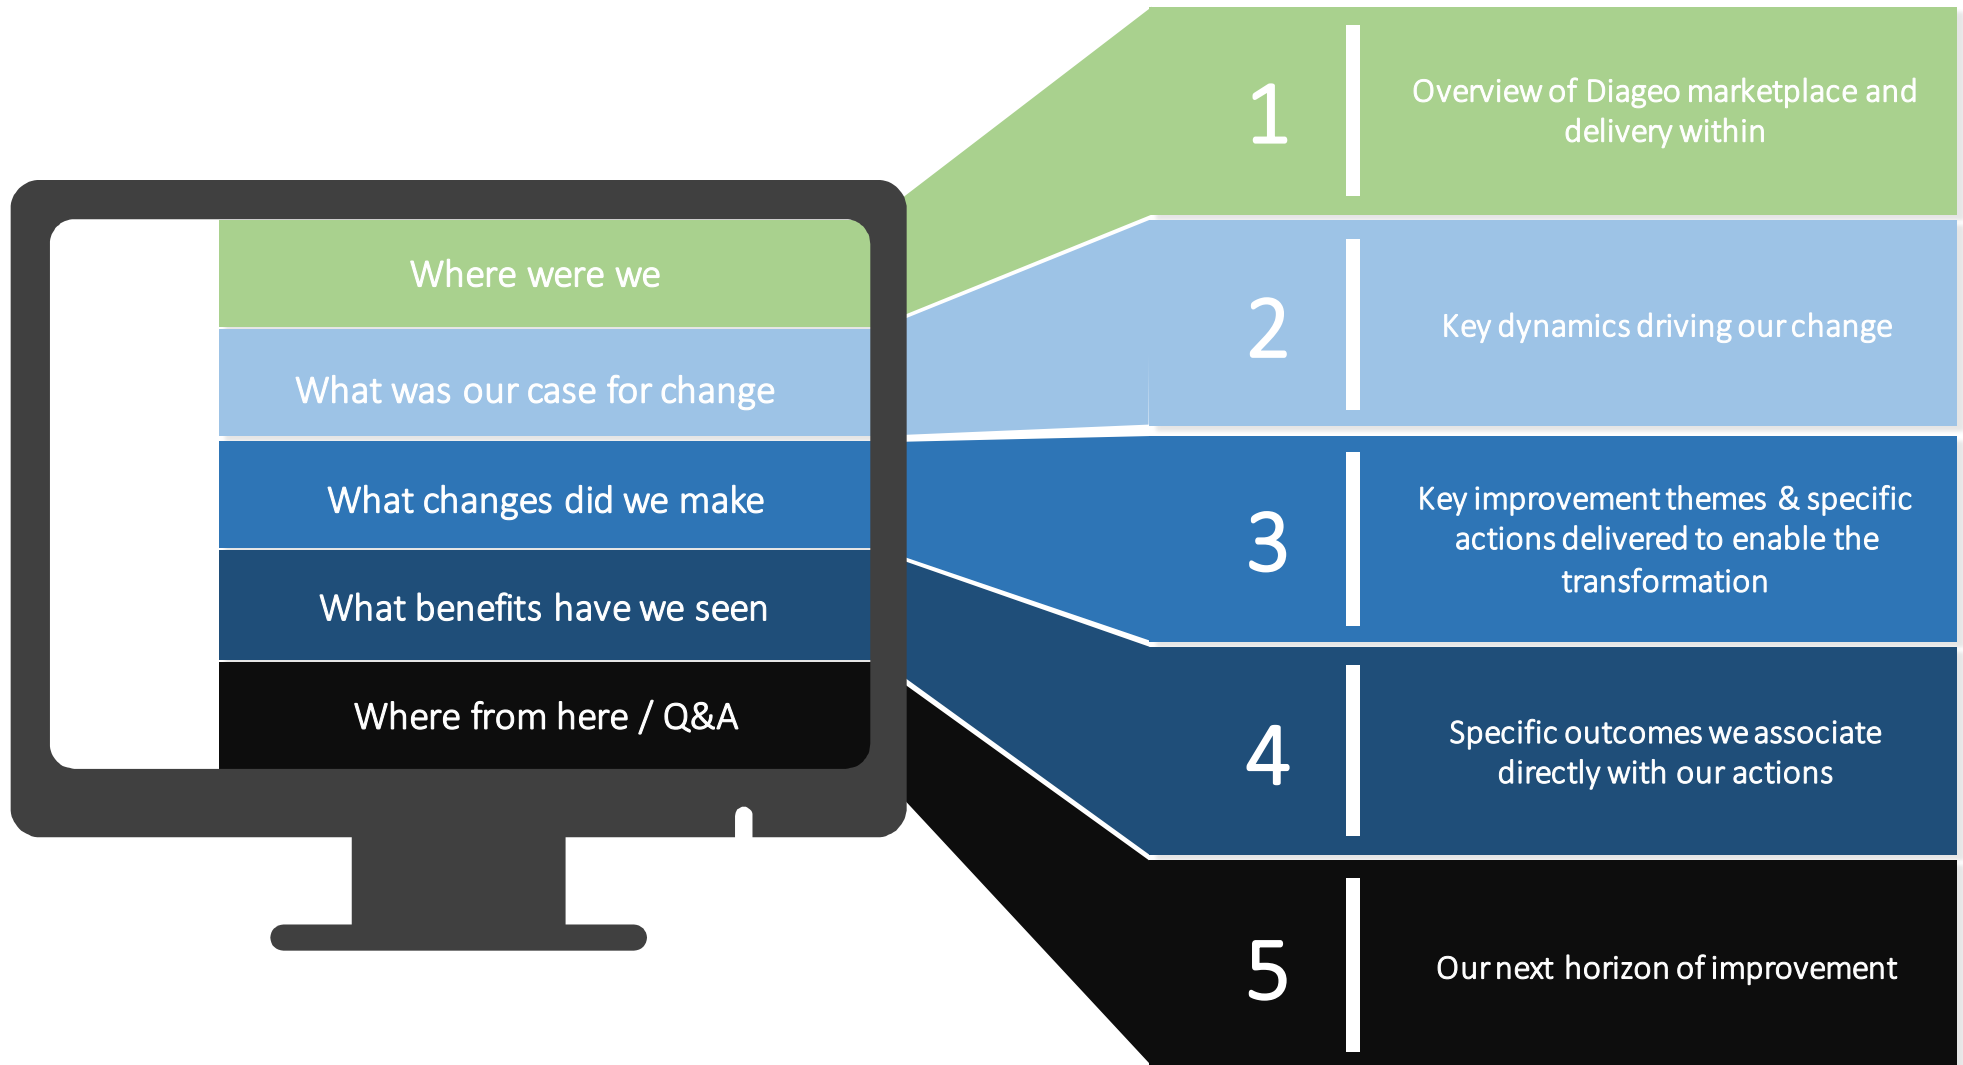 Where were we
What was our case for change
What changes did we make
What benefits have we seen
Where from here / Q&A
1
Overview of Diageo marketplace and
delivery within
2
Key dynamics driving our change
3
Key improvement themes & specific
actions delivered to enable the
transformation
4
Specific outcomes we associate
directly with our actions
5
Our next horizon of improvement